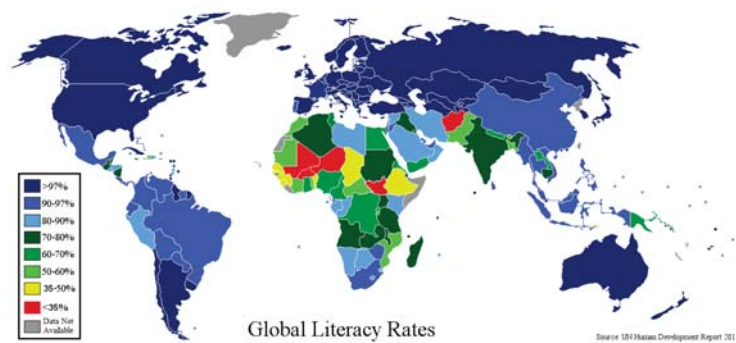 >97%
90-97%
80-90%
70-80%
60-70%
50-60%
35-50%
<35%
Data Not
Available
Global Literacy Rates
Source: UN Human Development Report 201